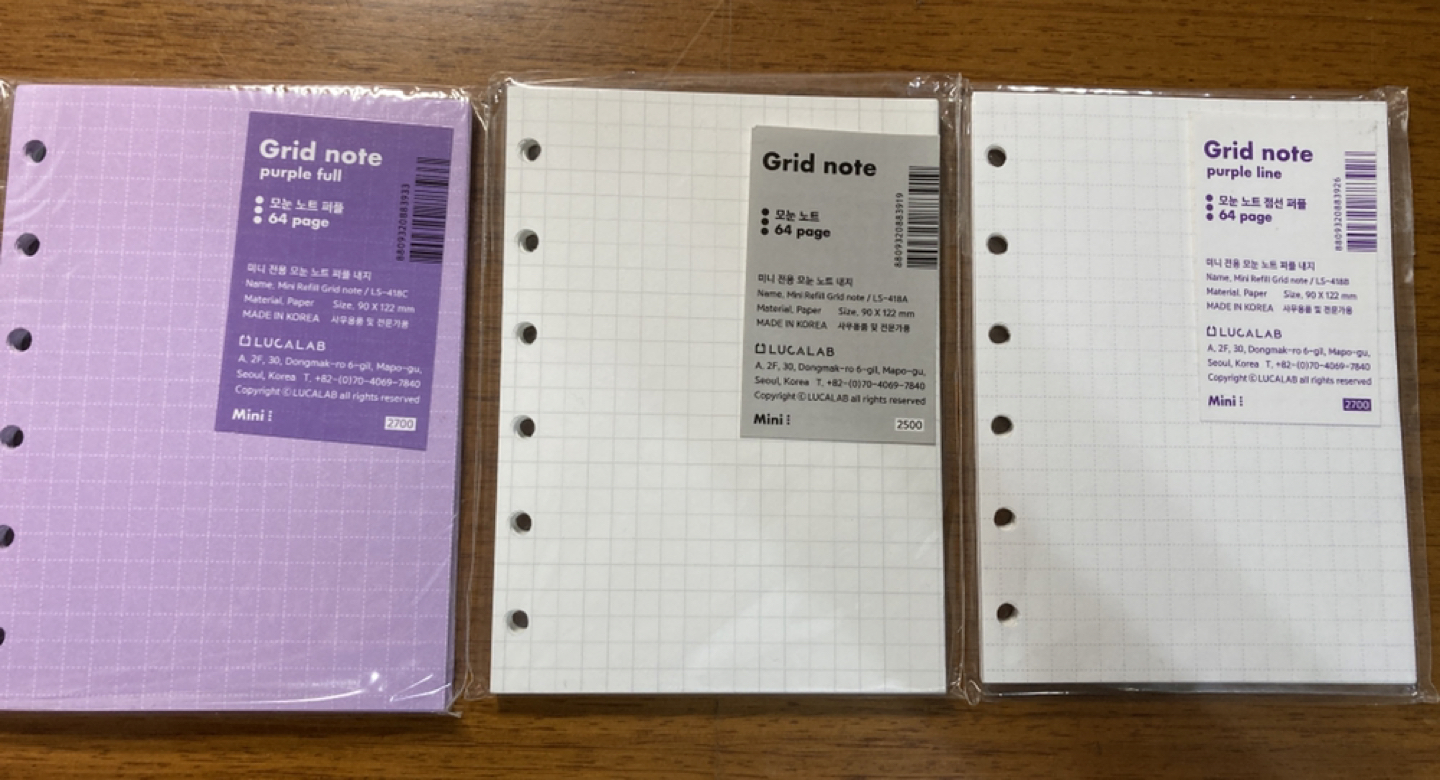 Grid note
purple full
모눈 노트 퍼플
64 page
8809320883933
미니 전용 모눈 노트 퍼플 내지
Name, Mini Refill Grid note / LS-418C
Material, Paper Size, 90 X 122 mm
MADE IN KOREA 사무용품 및 전문가용
LUCALAB
A, 2F, 30, Dongmak-ro 6-gil, Mapo-gu,
Seoul, Korea T, +82-(0)70-4069-7840
Copyright ⓒ LUCALAB all rights reserved
Mini
2700
Grid note
모눈 노트
64 page
8809320883919
미니 전용 모눈 노트 내지
Name, Mini Refill Grid note / LS-418A
Material, Paper Size, 90 X 122 mm
MADE IN KOREA 사무용품 및 전문가용
LUCALAB
A, 2F, 30, Dongmak-ro 6-gil, Mapo-gu,
Seoul, Korea T, +82-(0)70-4069-7840
Copyright ⓒ LUCALAB all rights reserved
Mini
2500
Grid note
purple line
모눈 노트 점선 퍼플
64 page
8809320883926
미니 전용 모눈 노트 퍼플 내지
Name, Mini Refill Grid note / LS-418B
Material, Paper Size, 90 X 122 mm
MADE IN KOREA 사무용품 및 전문가용
LUCALAB
A, 2F, 30, Dongmak-ro 6-gil, Mapo-gu,
Seoul, Korea T, +82-(0)70-4069-7840
Copyright ⓒ LUCALAB all rights reserved
Mini
2700